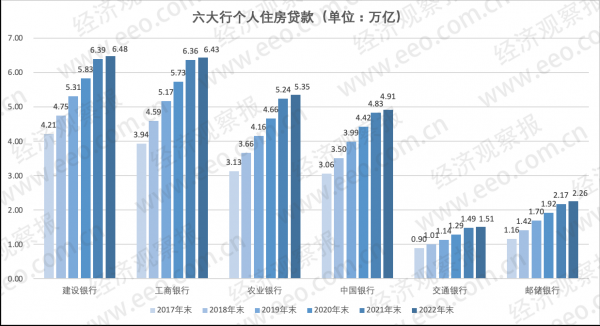 六大行个人住房贷款（单位：万亿）
7.00
6.00
5.00
4.00
3.00
2.00
1.00
0.00
4.21 4.75 5.31 5.83 6.39 6.48
3.94 4.59 5.17 5.73 6.36 6.43
3.13 3.66 4.16 4.66 5.24 5.35
3.06 3.50 3.99 4.42 4.83 4.91
0.90 1.01 1.14 1.29 1.49 1.51
1.16 1.42 1.70 1.92 2.17 2.26
建设银行 工商银行 农业银行 中国银行 交通银行 邮储银行
2017年末 2018年末 2019年末 2020年末 2021年末 2022年末
经济观察报
www.eeo.com.cn